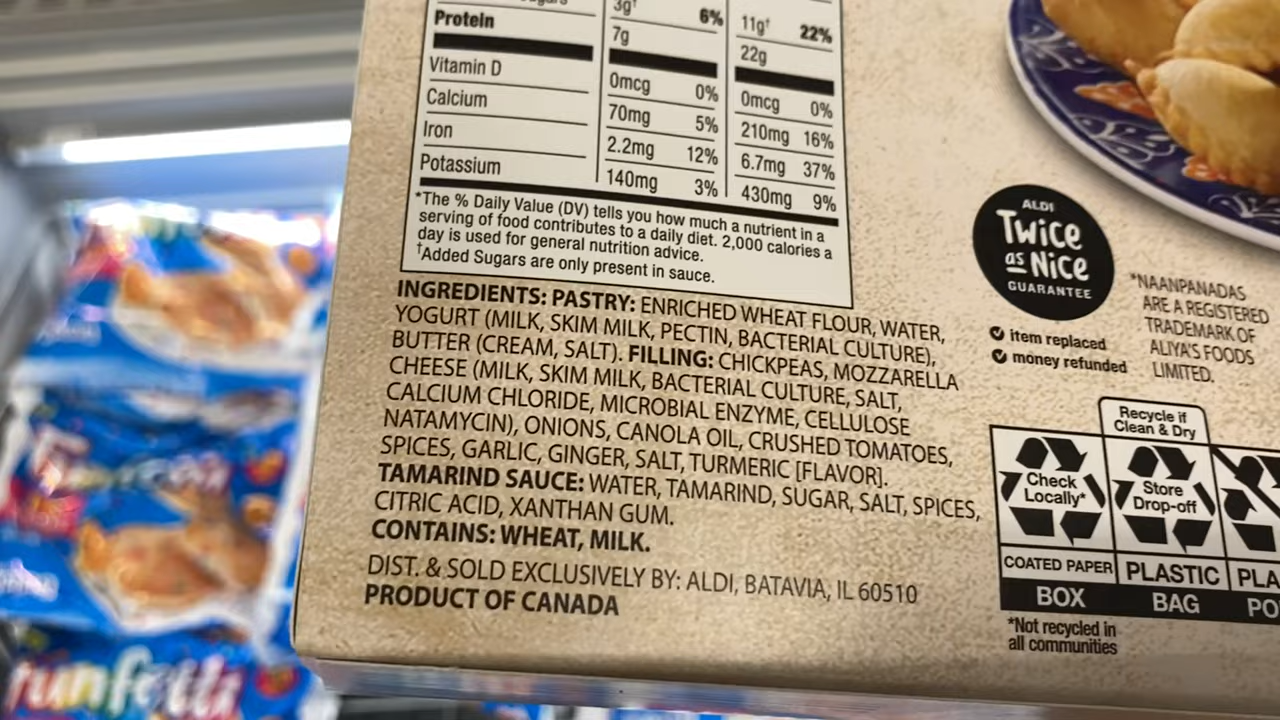 Sugars
3g† 6% 11g† 22%
Protein 7g 22g
Vitamin D 0mcg 0% 0mcg 0%
Calcium 70mg 5% 210mg 16%
Iron 2.2mg 12% 6.7mg 37%
Potassium 140mg 3% 430mg 9%
*The % Daily Value (DV) tells you how much a nutrient in a
serving of food contributes to a daily diet. 2,000 calories a
day is used for general nutrition advice.
†Added Sugars are only present in sauce.
INGREDIENTS: PASTRY: ENRICHED WHEAT FLOUR, WATER,
YOGURT (MILK, SKIM MILK, PECTIN, BACTERIAL CULTURE),
BUTTER (CREAM, SALT). FILLING: CHICKPEAS, MOZZARELLA
CHEESE (MILK, SKIM MILK, BACTERIAL CULTURE, SALT,
CALCIUM CHLORIDE, MICROBIAL ENZYME, CELLULOSE
NATAMYCIN), ONIONS, CANOLA OIL, CRUSHED TOMATOES,
SPICES, GARLIC, GINGER, SALT, TURMERIC [FLAVOR].
TAMARIND SAUCE: WATER, TAMARIND, SUGAR, SALT, SPICES,
CITRIC ACID, XANTHAN GUM.
CONTAINS: WHEAT, MILK.
DIST. & SOLD EXCLUSIVELY BY: ALDI, BATAVIA, IL 60510
PRODUCT OF CANADA
ALDI
Twice
as Nice
GUARANTEE
item replaced
money refunded
*NAANPANADAS
ARE A REGISTERED
TRADEMARK OF
ALIYA'S FOODS
LIMITED.
Recycle if
Clean & Dry
Check
Locally*
COATED PAPER
BOX
Store
Drop-off
PLASTIC
BAG
PLA
PO
*Not recycled in
all communities
funfetti